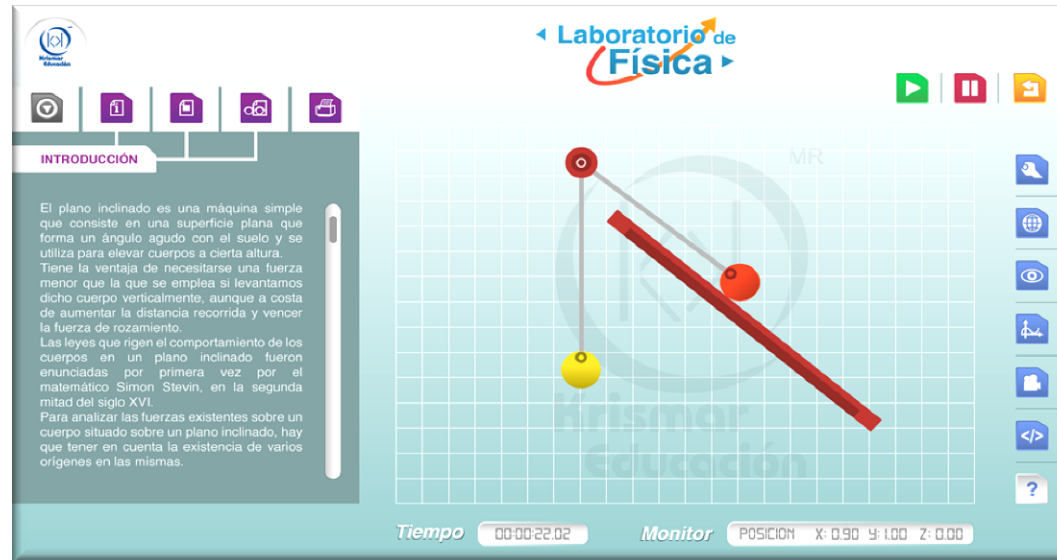 Krismar
Educación
Laboratorio de
Física
INTRODUCCIÓN
El plano inclinado es una máquina simple
que consiste en una superficie plana que
forma un ángulo agudo con el suelo y se
utiliza para elevar cuerpos a cierta altura.
Tiene la ventaja de necesitarse una fuerza
menor que la que se emplea si levantamos
dicho cuerpo verticalmente, aunque a costa
de aumentar la distancia recorrida y vencer
la fuerza de rozamiento.
Las leyes que rigen el comportamiento de los
cuerpos en un plano inclinado fueron
enunciadas por primera vez por el
matemático Simon Stevin, en la segunda
mitad del siglo XVI.
Para analizar las fuerzas existentes sobre un
cuerpo situado sobre un plano inclinado, hay
que tener en cuenta la existencia de varios
orígenes en las mismas.
MR
Krismar
Educación
</>
?
Tiempo 00:00:22.02 Monitor POSICION X: 0.90 Y: 1.00 Z: 0.00